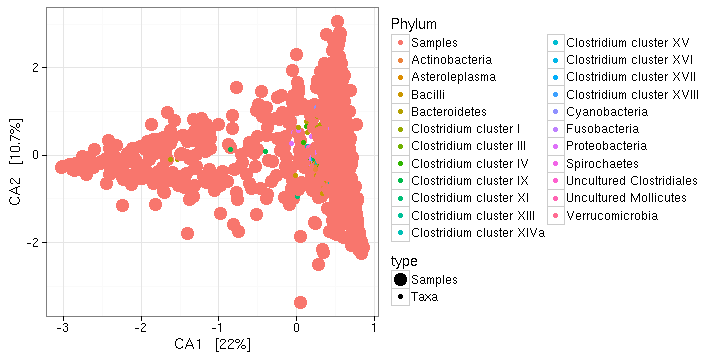 Phylum
Samples
Actinobacteria
Asteroleplasma
Bacilli
Bacteroidetes
Clostridium cluster I
Clostridium cluster III
Clostridium cluster IV
Clostridium cluster IX
Clostridium cluster XI
Clostridium cluster XIII
Clostridium cluster XIVa
Clostridium cluster XV
Clostridium cluster XVI
Clostridium cluster XVII
Clostridium cluster XVIII
Cyanobacteria
Fusobacteria
Proteobacteria
Spirochaetes
Uncultured Clostridiales
Uncultured Mollicutes
Verrucomicrobia
type
Samples
Taxa
CA2 [10.7%]
2
0
-2
-3 -2 -1 0 1
CA1 [22%]